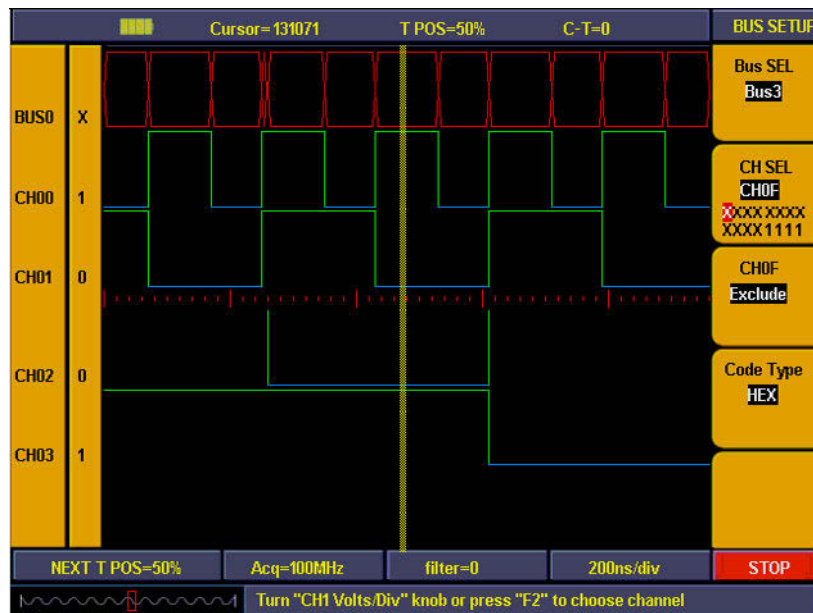 Cursor=131071 T POS=50% C-T=0 BUS SETUP
Bus SEL
Bus3
BUS0 X
CH SEL
CH0F
XXXX XXXX
XXXX1111
CH00 1
CH01 0
CH0F
Exclude
CH02 0
Code Type
HEX
CH03 1
NEXT T POS=50% Acq=100MHz filter=0 200ns/div STOP
Turn "CH1 Volts/Div" knob or press "F2" to choose channel